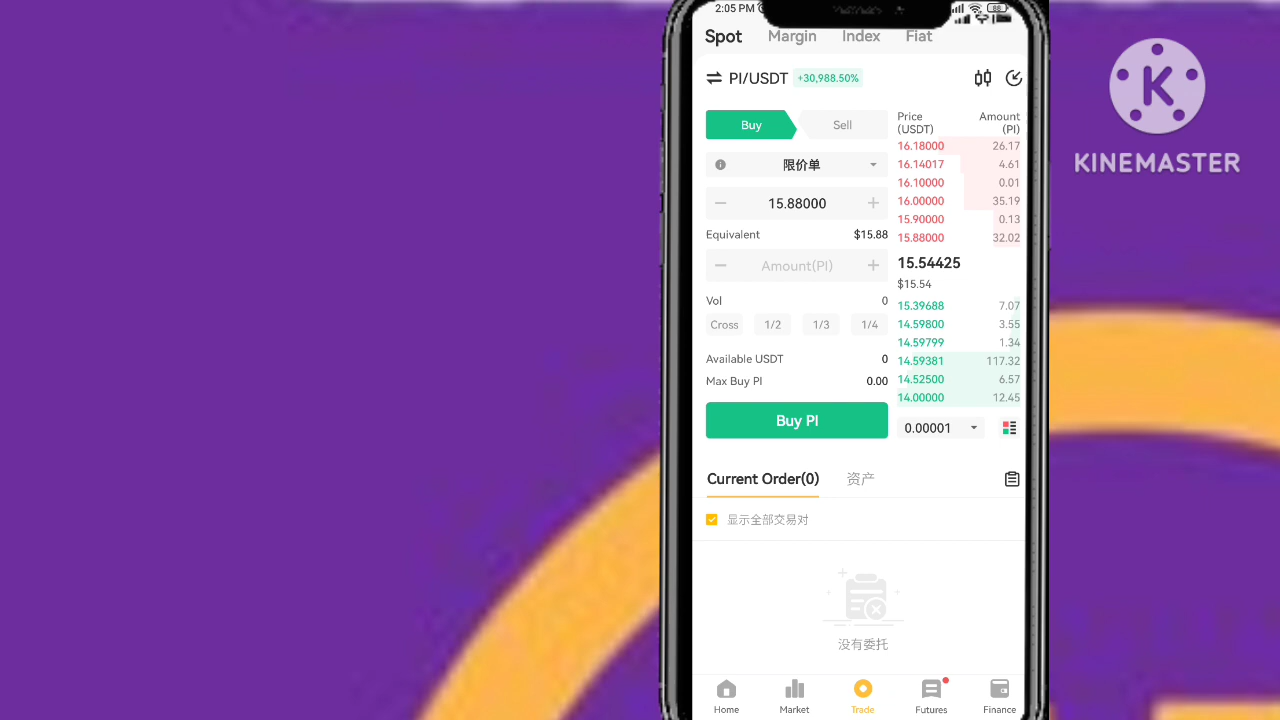 2:05 PM
88
Spot Margin Index Fiat
PI/USDT +30,988.50%
Buy Sell
限价单
15.88000
Equivalent $15.88
Amount(PI)
Vol 0
Cross 1/2 1/3 1/4
Available USDT 0
Max Buy PI 0.00
Buy PI
Price (USDT) Amount (PI)
16.18000 26.17
16.14017 4.61
16.10000 0.01
16.00000 35.19
15.90000 0.13
15.88000 32.02
15.54425
$15.54
15.39688 7.07
14.59800 3.55
14.59799 1.34
14.59381 117.32
14.52500 6.57
14.00000 12.45
0.00001
Current Order(0) 资产
显示全部交易对
没有委托
Home Market Trade Futures Finance
K
KINEMASTER